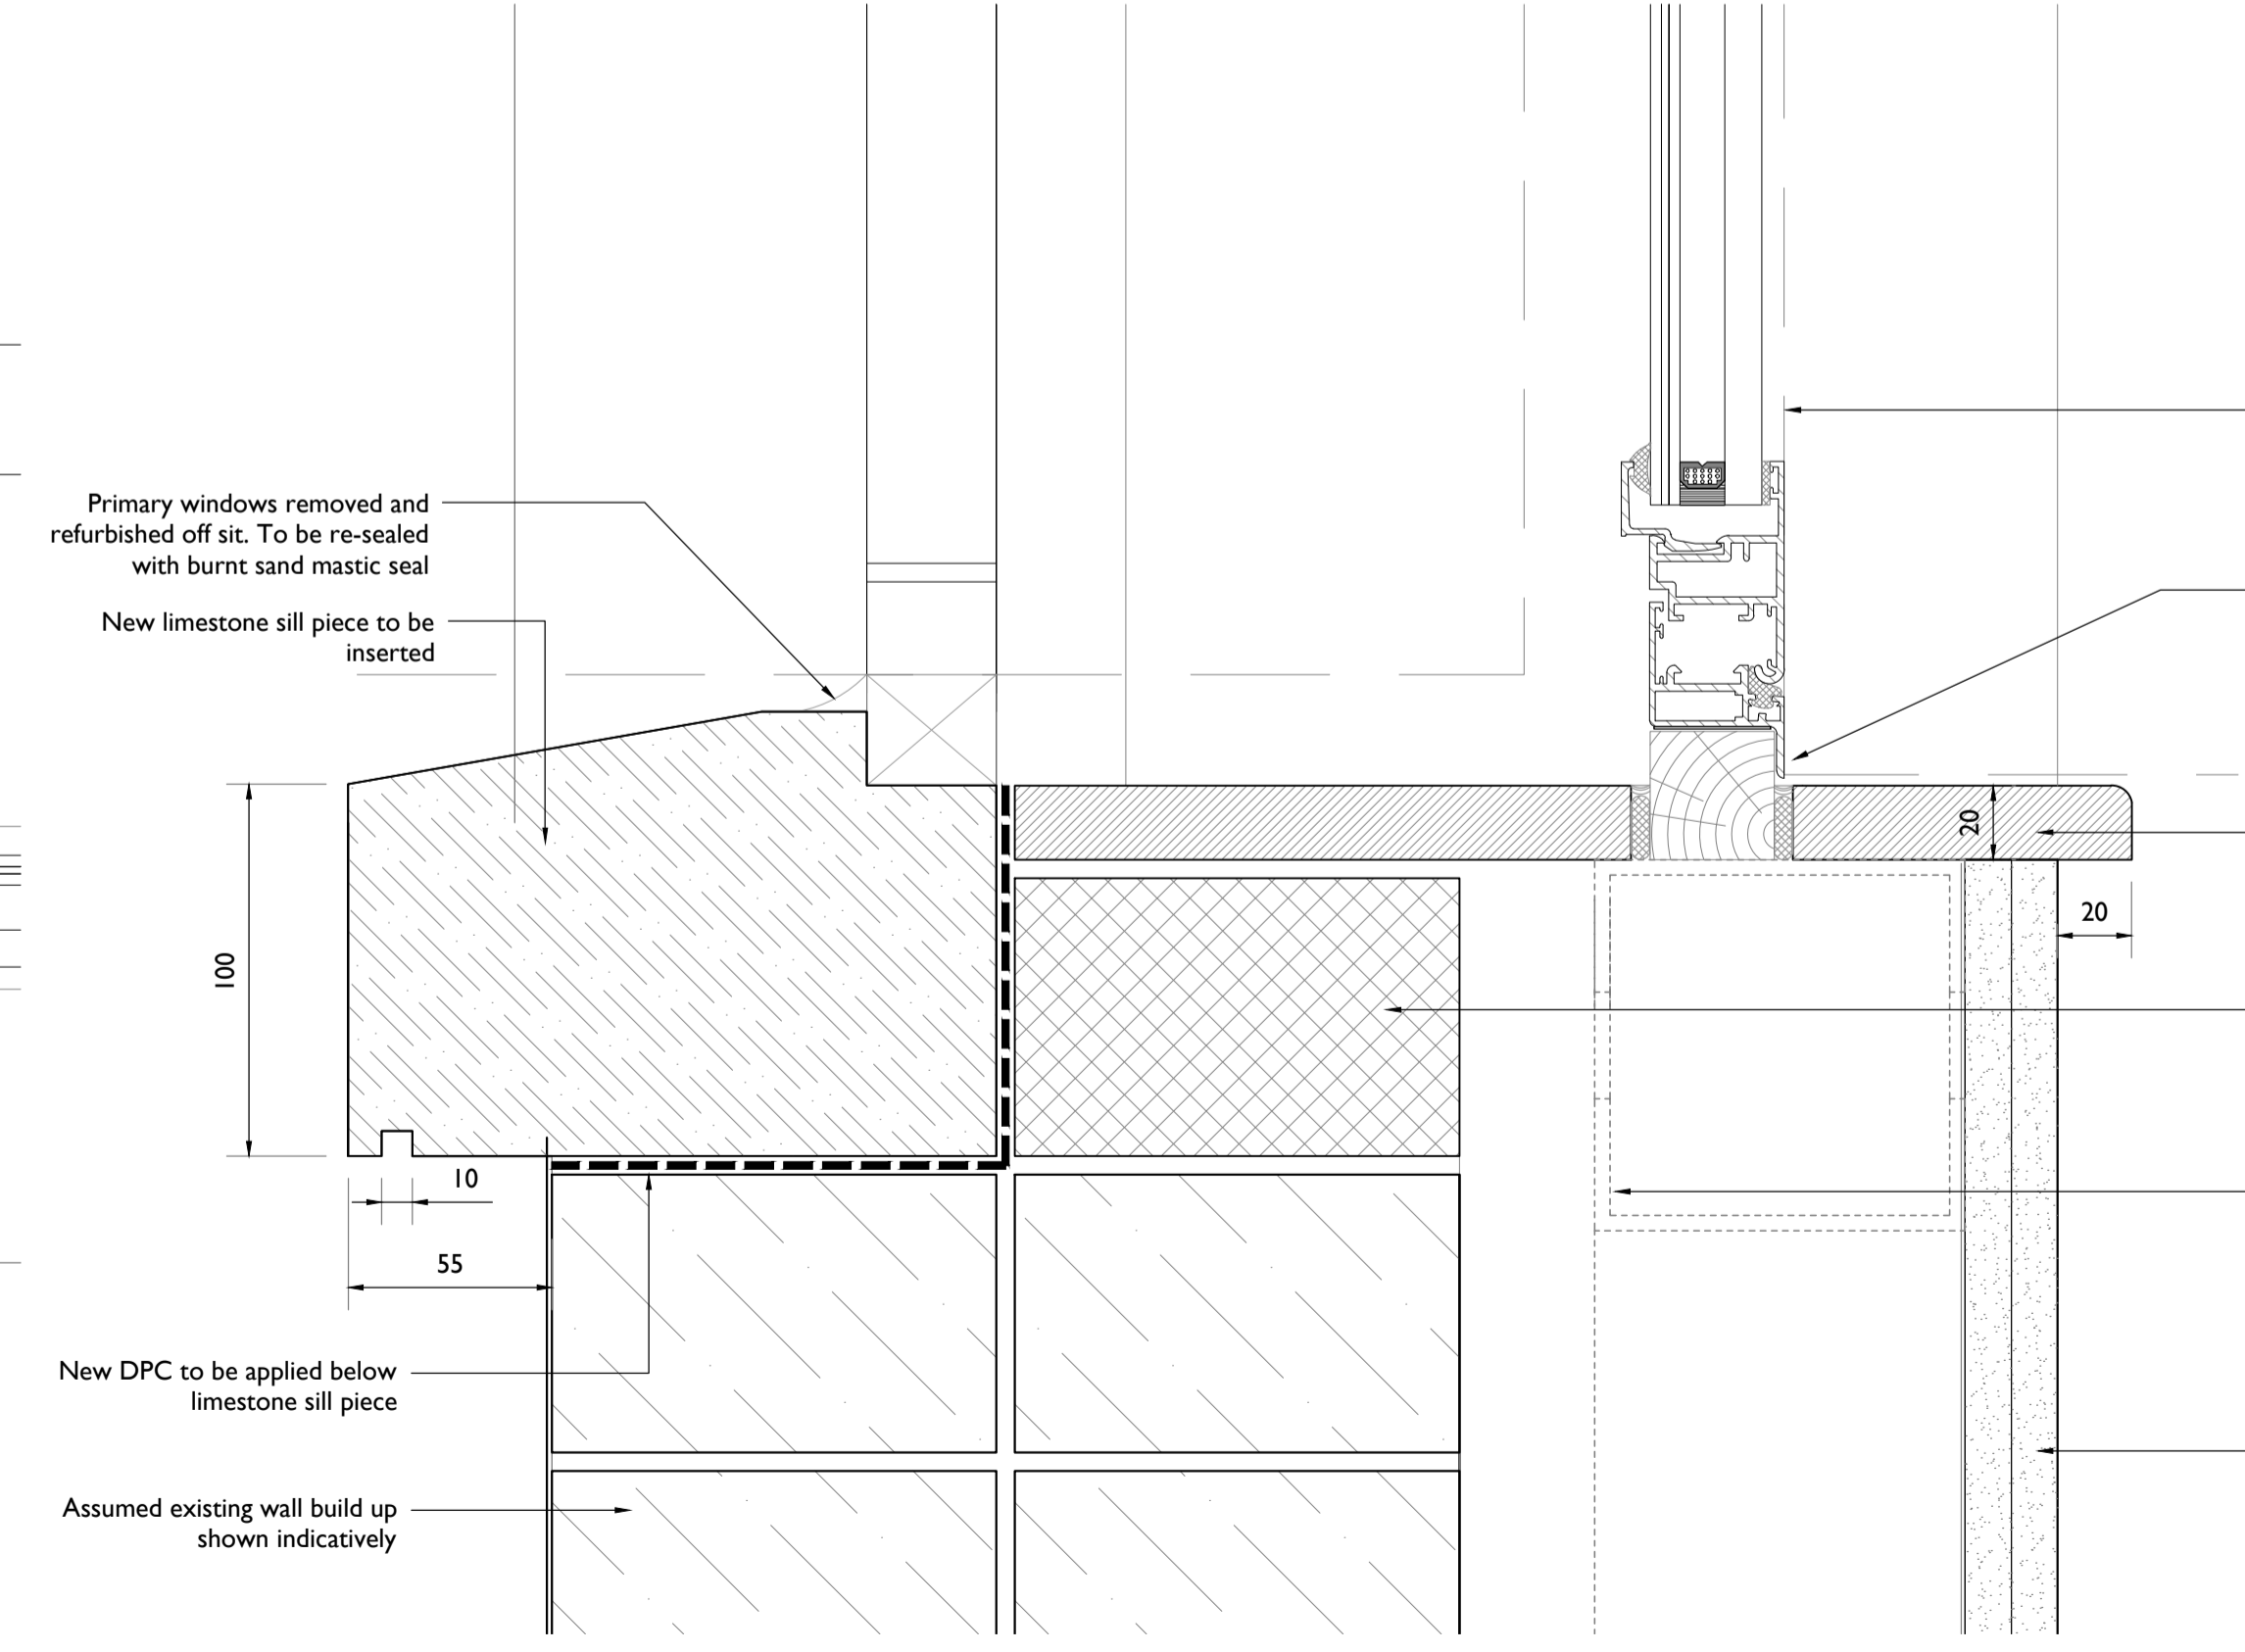 Primary windows removed and
refurbished off sit. To be re-sealed
with burnt sand mastic seal
New limestone sill piece to be
inserted
20
20
100
10
55
New DPC to be applied below
limestone sill piece
Assumed existing wall build up
shown indicatively